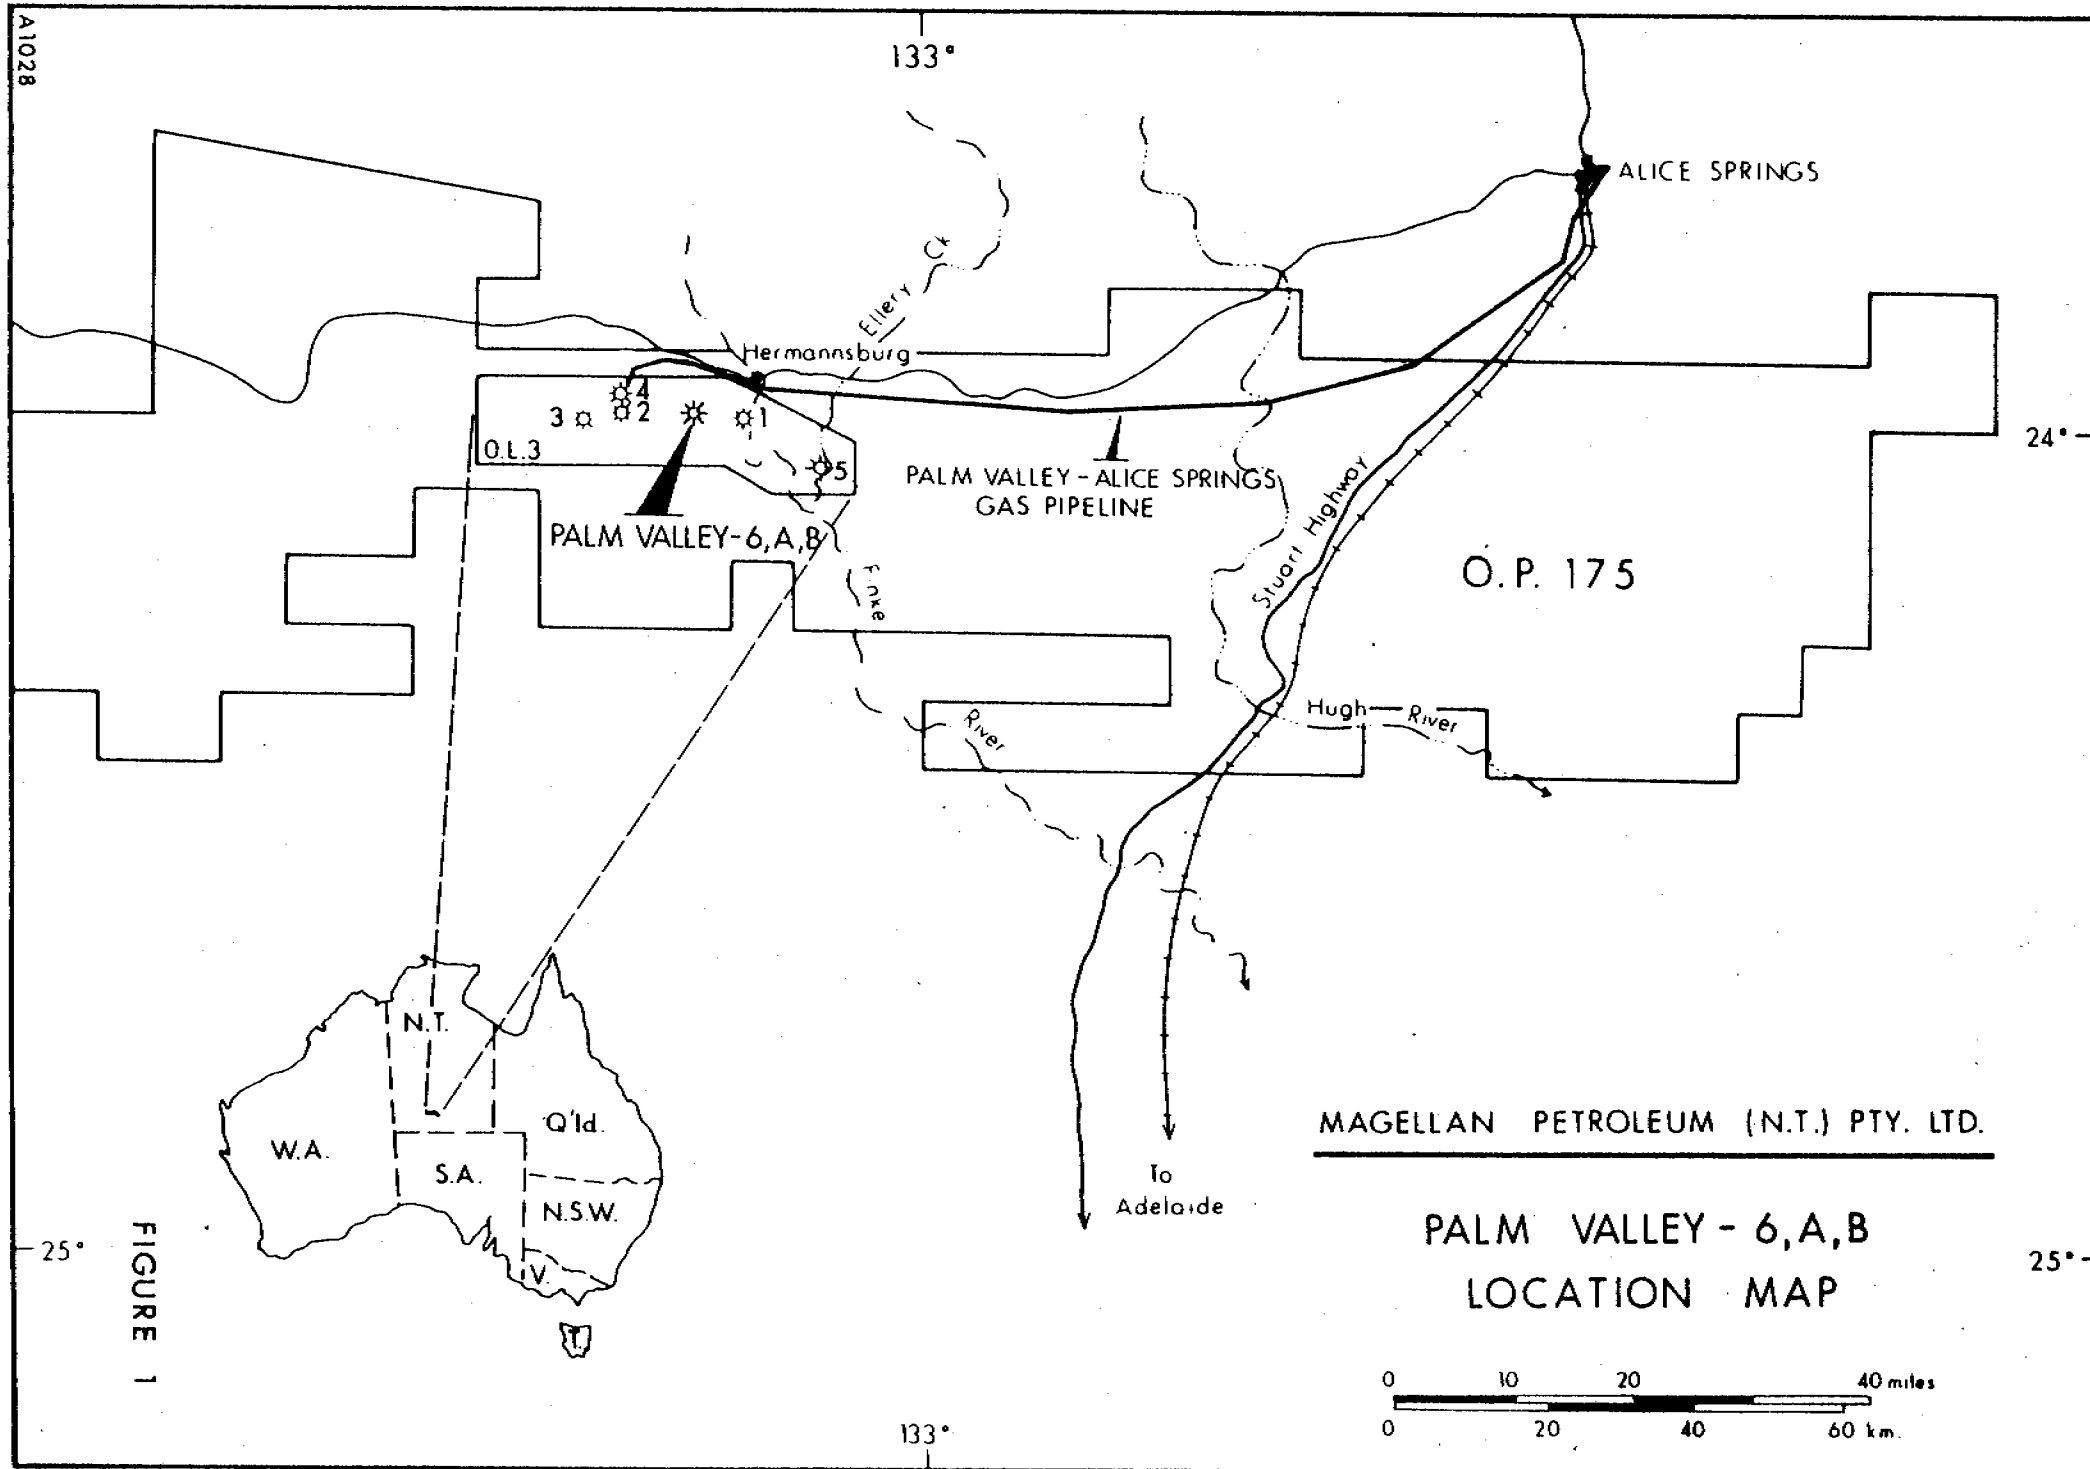 A1028
133°
ALICE SPRINGS
Ellery Ck
Hermannsburg
4
3
2
1
O.L.3
5
24°
PALM VALLEY - ALICE SPRINGS
GAS PIPELINE
PALM VALLEY-6,A,B
Stuart Highway
O.P. 175
Finke
River
Hugh River
N.T.
W.A.
Q'ld.
S.A.
N.S.W.
V.
T.
To
Adelaide
MAGELLAN PETROLEUM (N.T.) PTY. LTD.
PALM VALLEY - 6,A,B
LOCATION MAP
25°
25°
FIGURE 1
0 10 20 40 miles
0 20 40 60 km.
133°